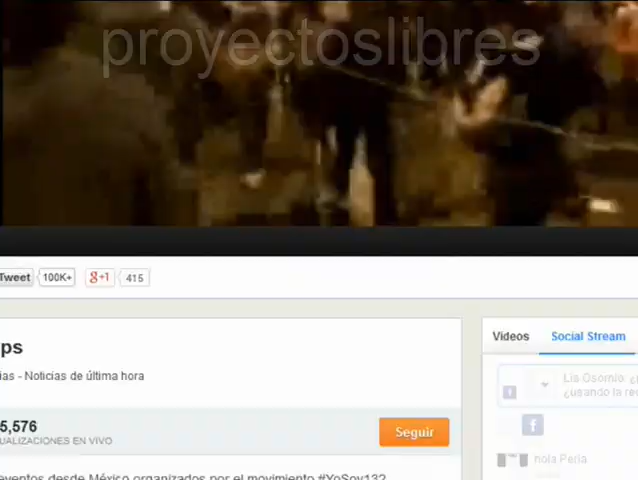 proyectoslibres
Tweet 100K+ g+1 415
ps
ias - Noticias de última hora
5,576
UALIZACIONES EN VIVO
Seguir
eventos desde México organizados por el movimiento #YoSoy132
Videos Social Stream
Lia Osornio: ¿
¿usando la re
hola Perla